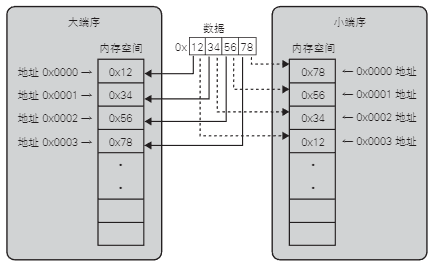 大端序
内存空间
地址 0x0000 → 0x12
地址 0x0001 → 0x34
地址 0x0002 → 0x56
地址 0x0003 → 0x78
数据
0x 12 34 56 78
小端序
内存空间
0x78 ← 0x0000 地址
0x56 ← 0x0001 地址
0x34 ← 0x0002 地址
0x12 ← 0x0003 地址